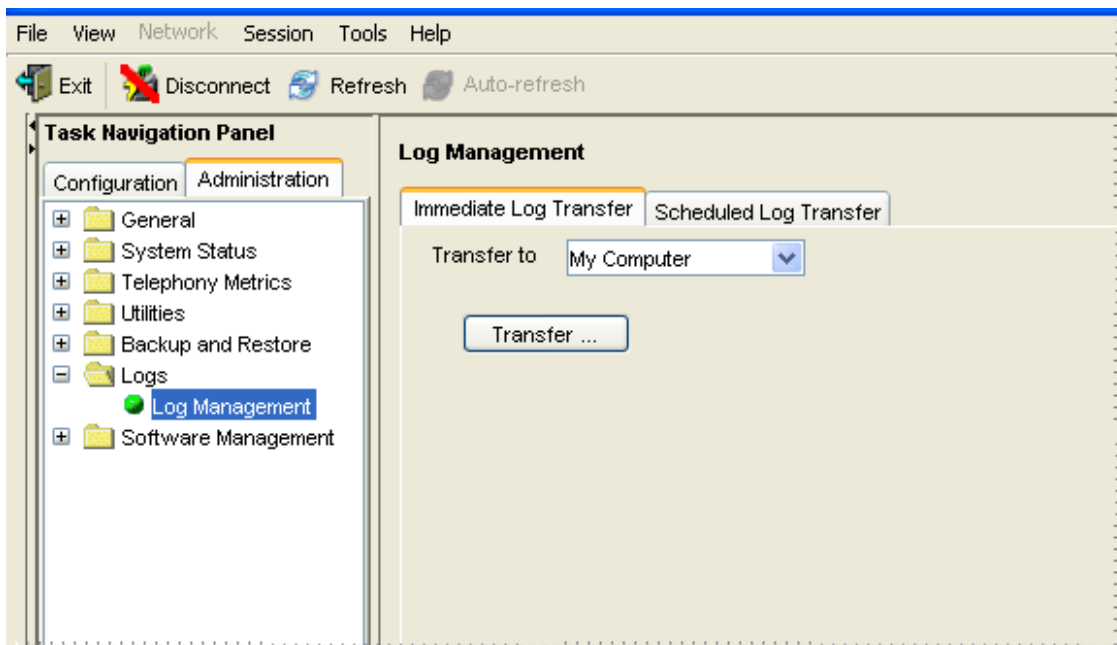 File View Network Session Tools Help
Exit Disconnect Refresh Auto-refresh
Task Navigation Panel
Configuration Administration
General
System Status
Telephony Metrics
Utilities
Backup and Restore
Logs
Log Management
Software Management
Log Management
Immediate Log Transfer Scheduled Log Transfer
Transfer to My Computer
Transfer ...